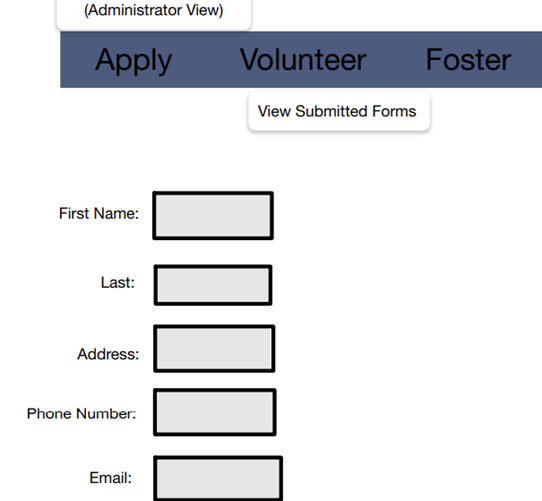 (Administrator View)
Apply Volunteer Foster
View Submitted Forms
First Name:
Last:
Address:
Phone Number:
Email: